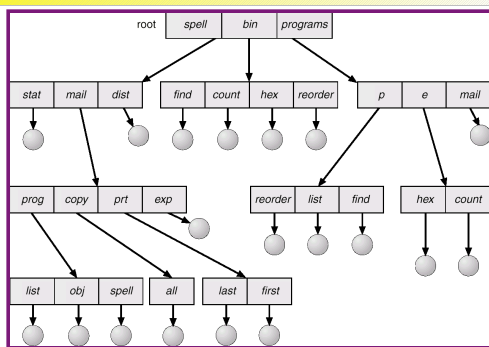 root spell bin programs
stat mail dist find count hex reorder p e mail
prog copy prt exp reorder list find hex count
list obj spell all last first